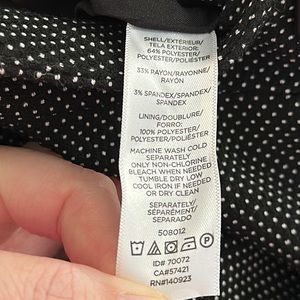 SHELL/EXTÉRIEUR/
TELA EXTERIOR:
64% POLYESTER/
POLYESTER/POLIÉSTER
33% RAYON/RAYONNE/
RAYÓN
3% SPANDEX/SPANDEX/
SPANDEX
LINING/DOUBLURE/
FORRO:
100% POLYESTER/
POLYESTER/POLIÉSTER
MACHINE WASH COLD
SEPARATELY
ONLY NON-CHLORINE
BLEACH WHEN NEEDED
TUMBLE DRY LOW
COOL IRON IF NEEDED
OR DRY CLEAN
SEPARATELY/
SÉPARÉMENT/
SEPARADO
508012
ID# 70072
CA#57421
RN#140923